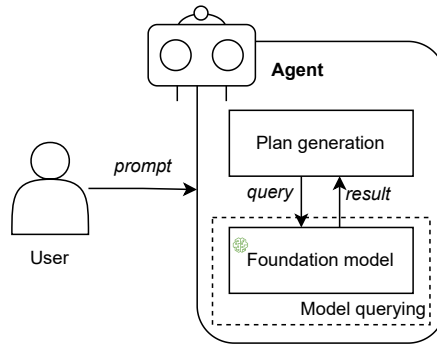 Agent
Plan generation
prompt
query
result
User
Foundation model
Model querying